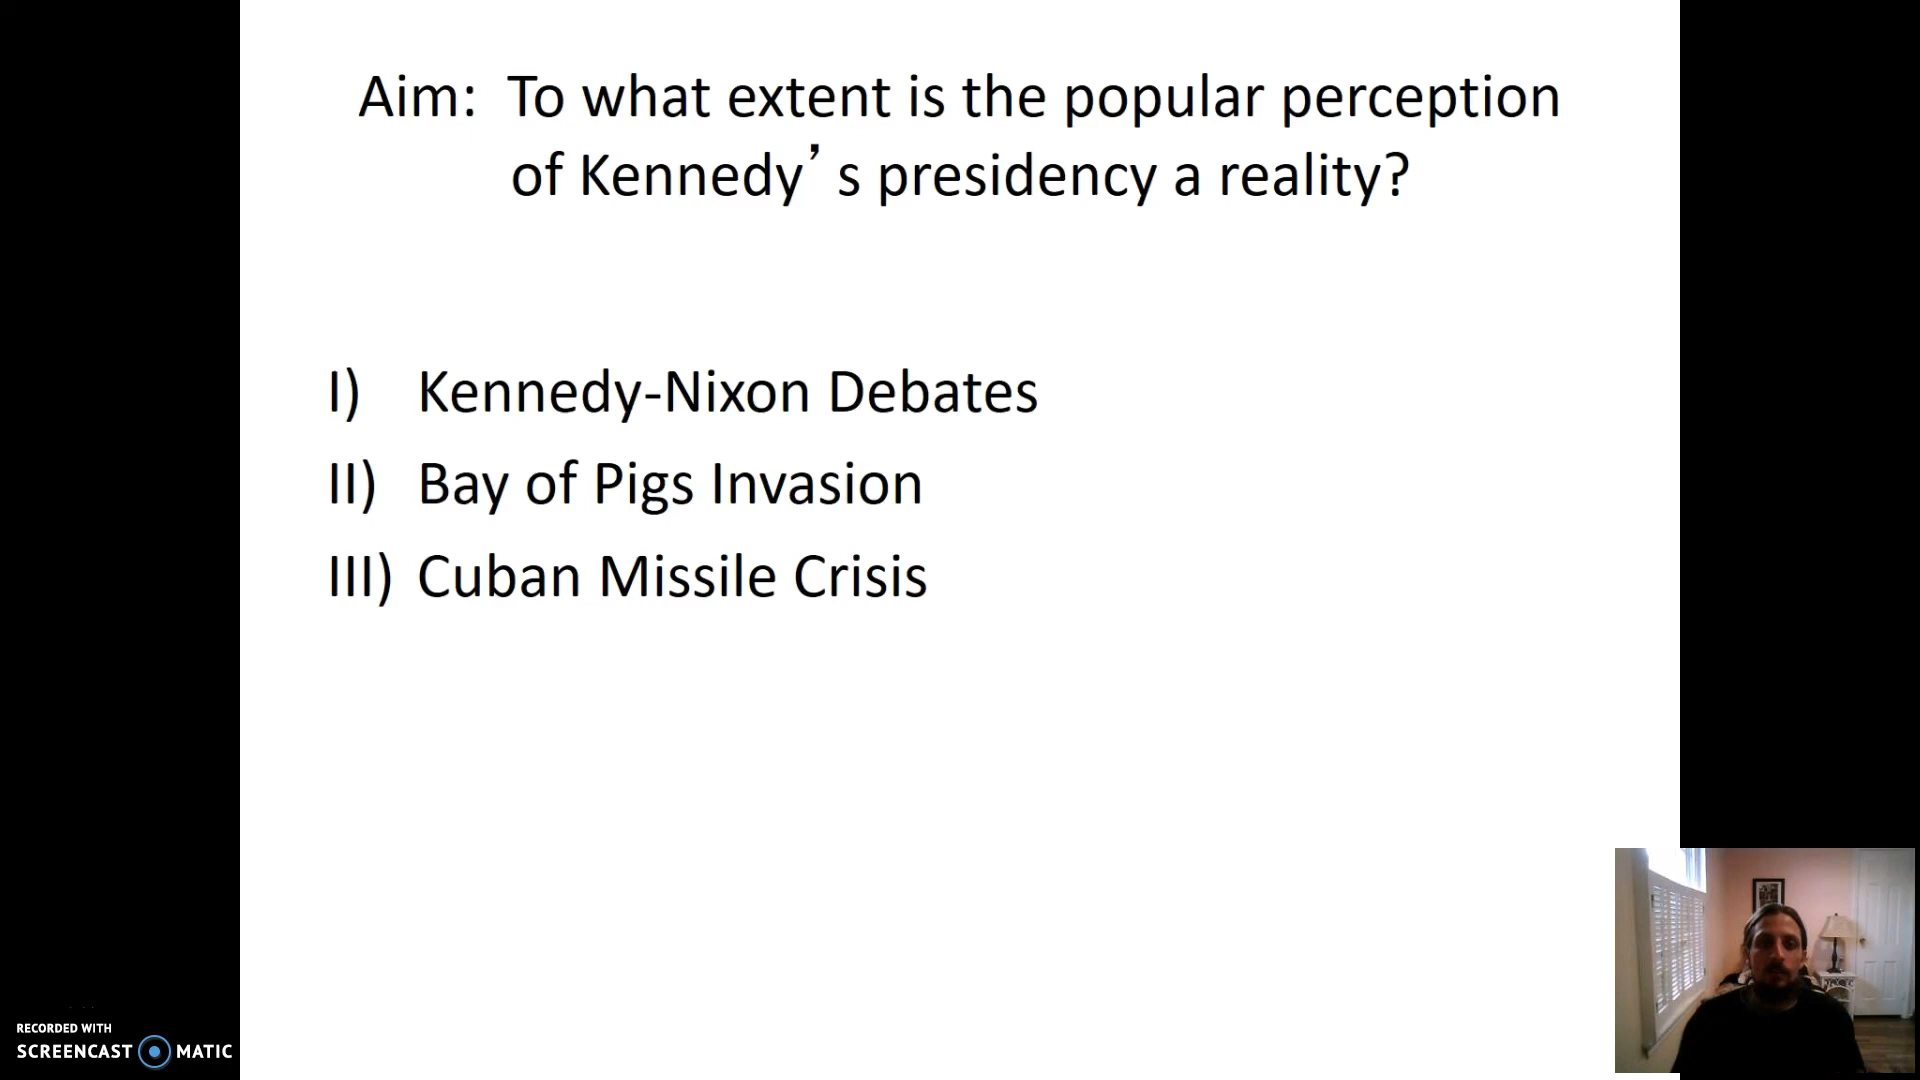 Aim: To what extent is the popular perception
of Kennedy’s presidency a reality?
I) Kennedy-Nixon Debates
II) Bay of Pigs Invasion
III) Cuban Missile Crisis
RECORDED WITH
SCREENCAST MATIC